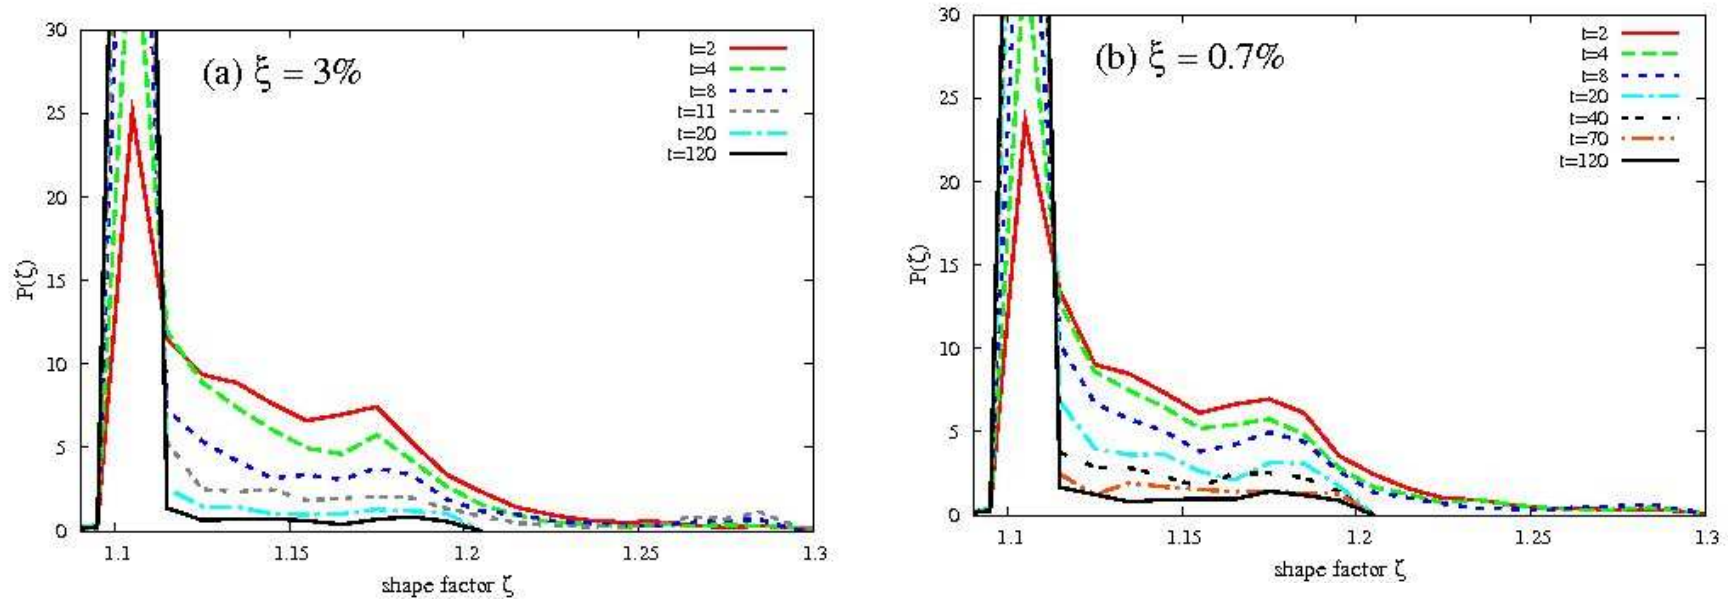 (a) ξ = 3%
t=2
t=4
t=8
t=11
t=20
t=120
30
25
20
15
10
5
0
P(ζ)
1.1
1.15
1.2
1.25
1.3
shape factor ζ
(b) ξ = 0.7%
t=2
t=4
t=8
t=20
t=40
t=70
t=120
30
25
20
15
10
5
0
P(ζ)
1.1
1.15
1.2
1.25
1.3
shape factor ζ